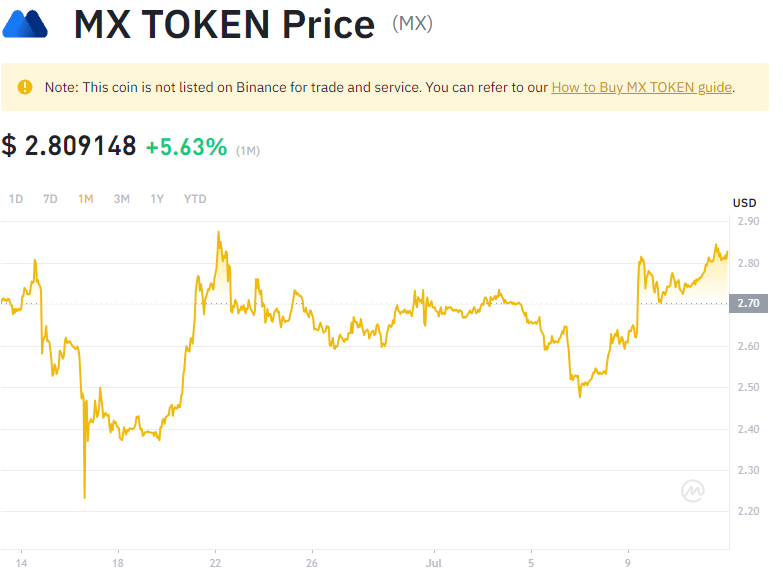 MX TOKEN Price (MX)
Note: This coin is not listed on Binance for trade and service. You can refer to our How to Buy MX TOKEN guide.
$ 2.809148 +5.63% (1M)
1D 7D 1M 3M 1Y YTD
USD
2.90
2.80
2.70
2.60
2.50
2.40
2.30
2.20
14 18 22 26 Jul 5 9